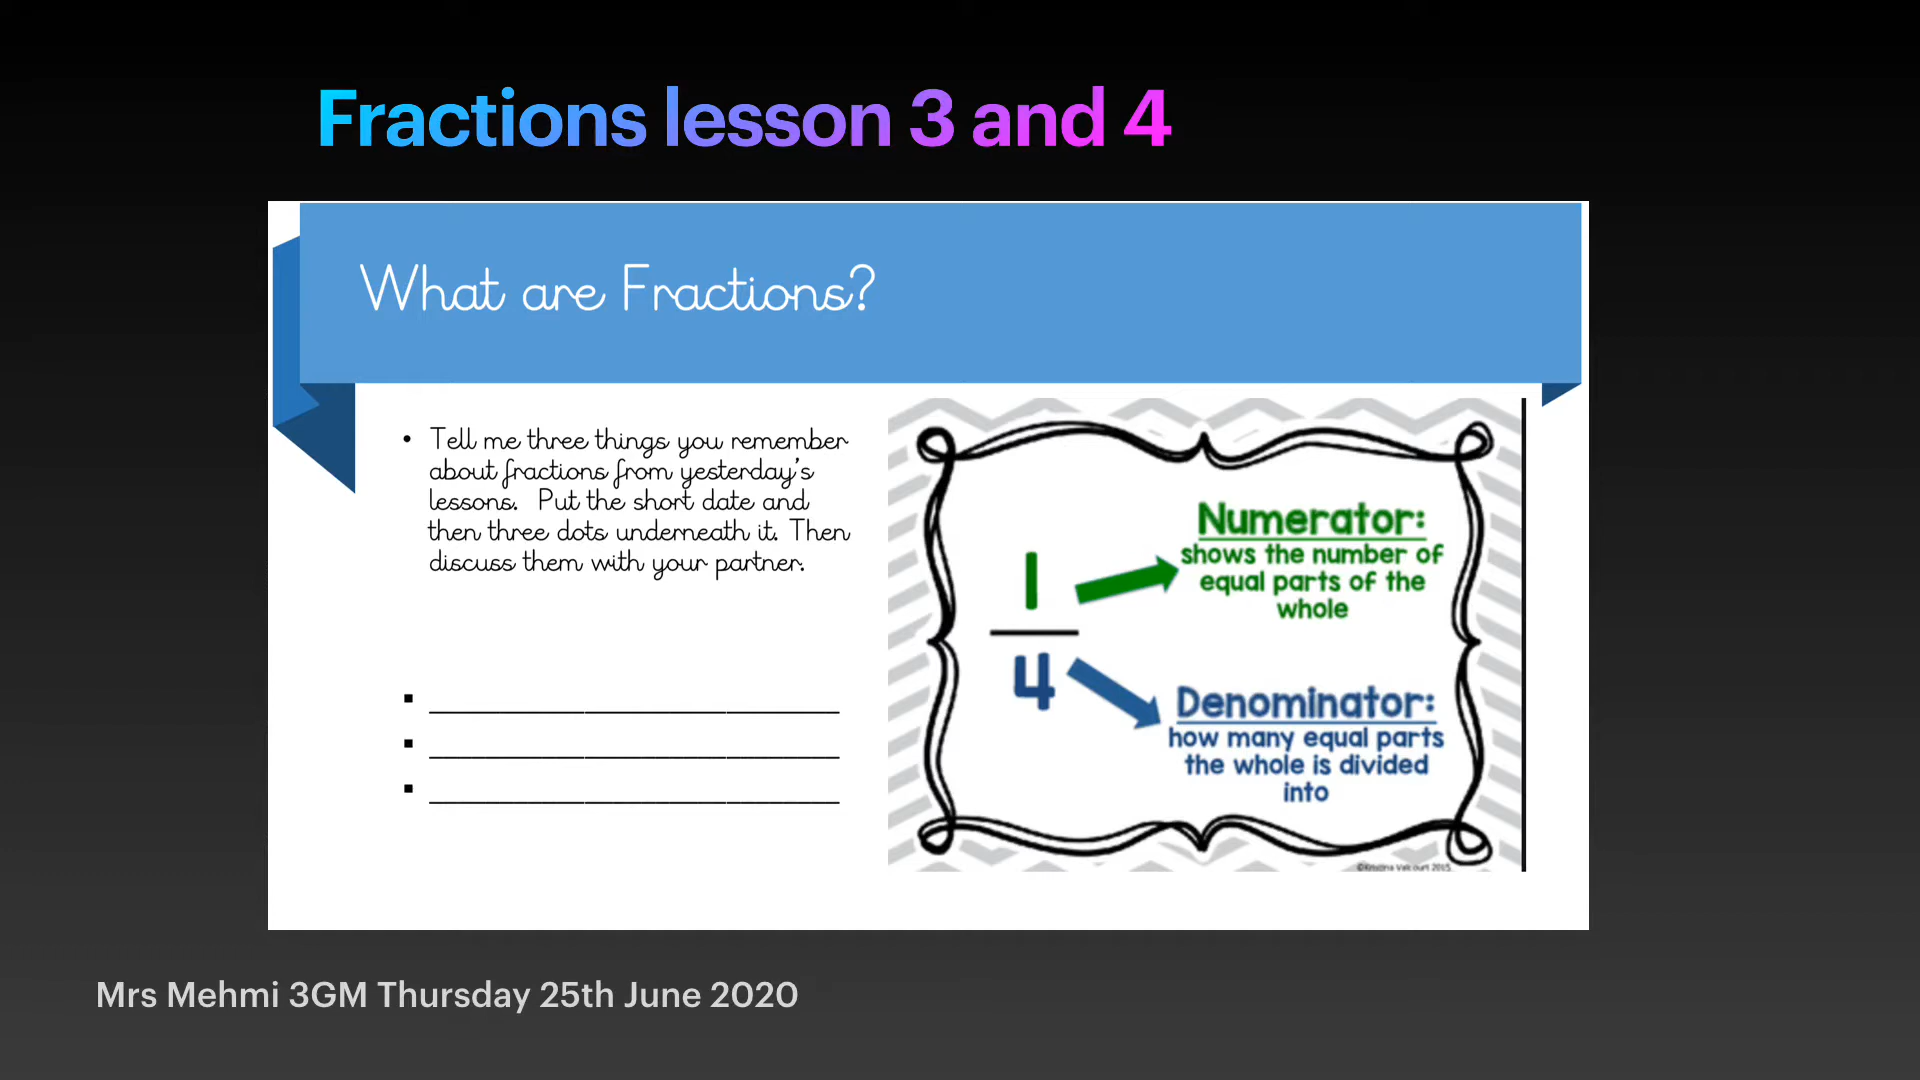 Fractions lesson 3 and 4
What are Fractions?
• Tell me three things you remember
about fractions from yesterday's
lessons. Put the short date and
then three dots underneath it. Then
discuss them with your partner.
1
4
Numerator:
shows the number of
equal parts of the
whole
Denominator:
how many equal parts
the whole is divided
into
Mrs Mehmi 3GM Thursday 25th June 2020